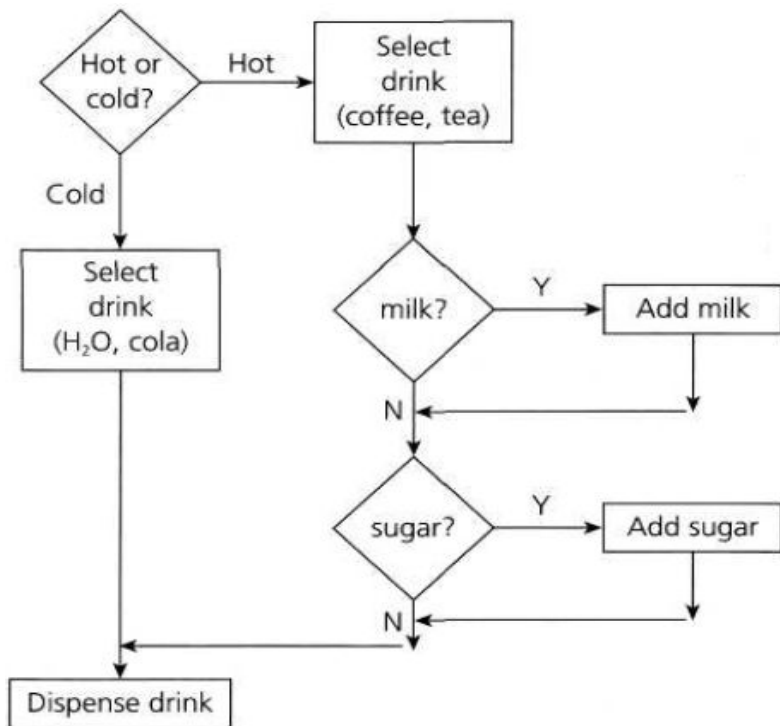 Hot or
cold?
Hot
Select
drink
(coffee, tea)
Cold
Select
drink
(H₂O, cola)
milk?
Y
Add milk
N
sugar?
Y
Add sugar
N
Dispense drink